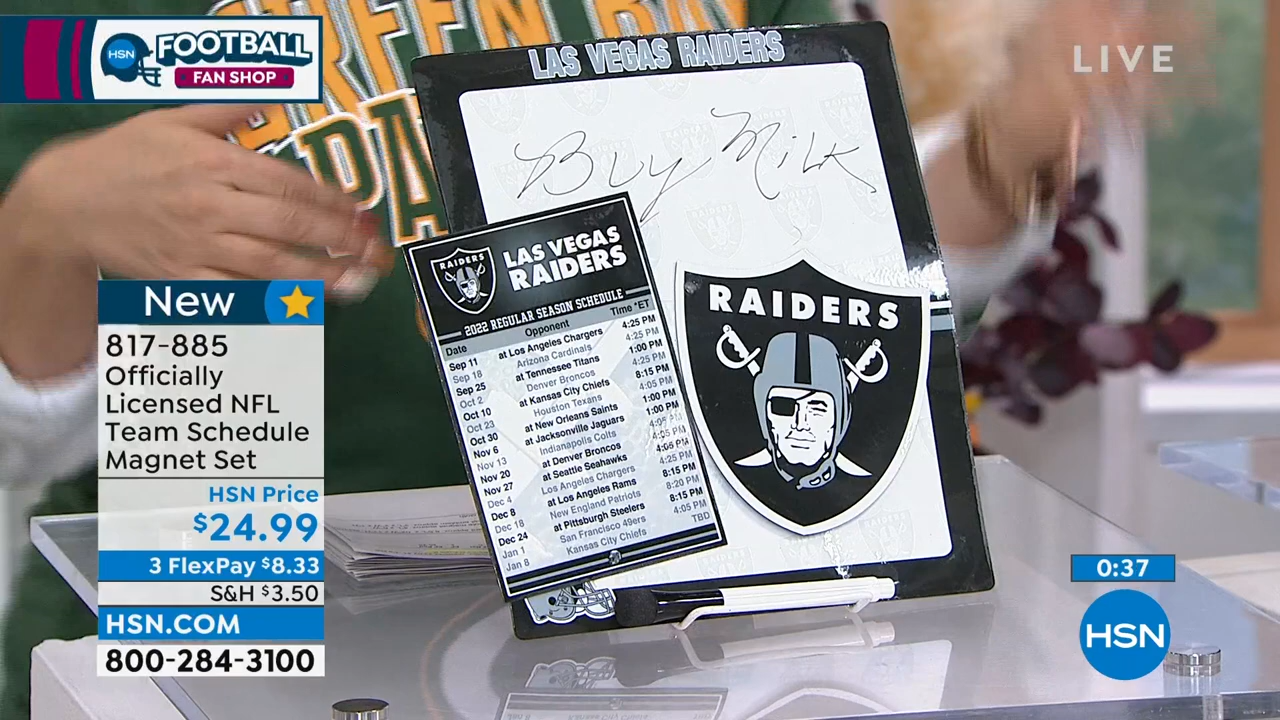 HSN FOOTBALL
FAN SHOP
LIVE
GREEN BAY
PA
LAS VEGAS RAIDERS
Buy Milk
RAIDERS
LAS VEGAS
RAIDERS
2022 REGULAR SEASON SCHEDULE
Date Opponent Time *ET
Sep 11 at Los Angeles Chargers 4:25 PM
Sep 18 Arizona Cardinals 4:25 PM
Sep 25 at Tennessee Titans 1:00 PM
Oct 2 Denver Broncos 4:25 PM
Oct 10 at Kansas City Chiefs 8:15 PM
Oct 23 Houston Texans 4:05 PM
Oct 30 at New Orleans Saints 1:00 PM
Nov 6 at Jacksonville Jaguars 1:00 PM
Nov 13 Indianapolis Colts 4:05 PM
Nov 20 at Denver Broncos 4:05 PM
Nov 27 at Seattle Seahawks 4:05 PM
Dec 4 Los Angeles Chargers 4:25 PM
Dec 8 at Los Angeles Rams 8:15 PM
Dec 18 New England Patriots 8:20 PM
Dec 24 at Pittsburgh Steelers 8:15 PM
Jan 1 San Francisco 49ers 4:05 PM
Jan 8 Kansas City Chiefs TBD
RAIDERS
New
817-885
Officially
Licensed NFL
Team Schedule
Magnet Set
HSN Price
$24.99
3 FlexPay $8.33
S&H $3.50
HSN.COM
800-284-3100
0:37
HSN